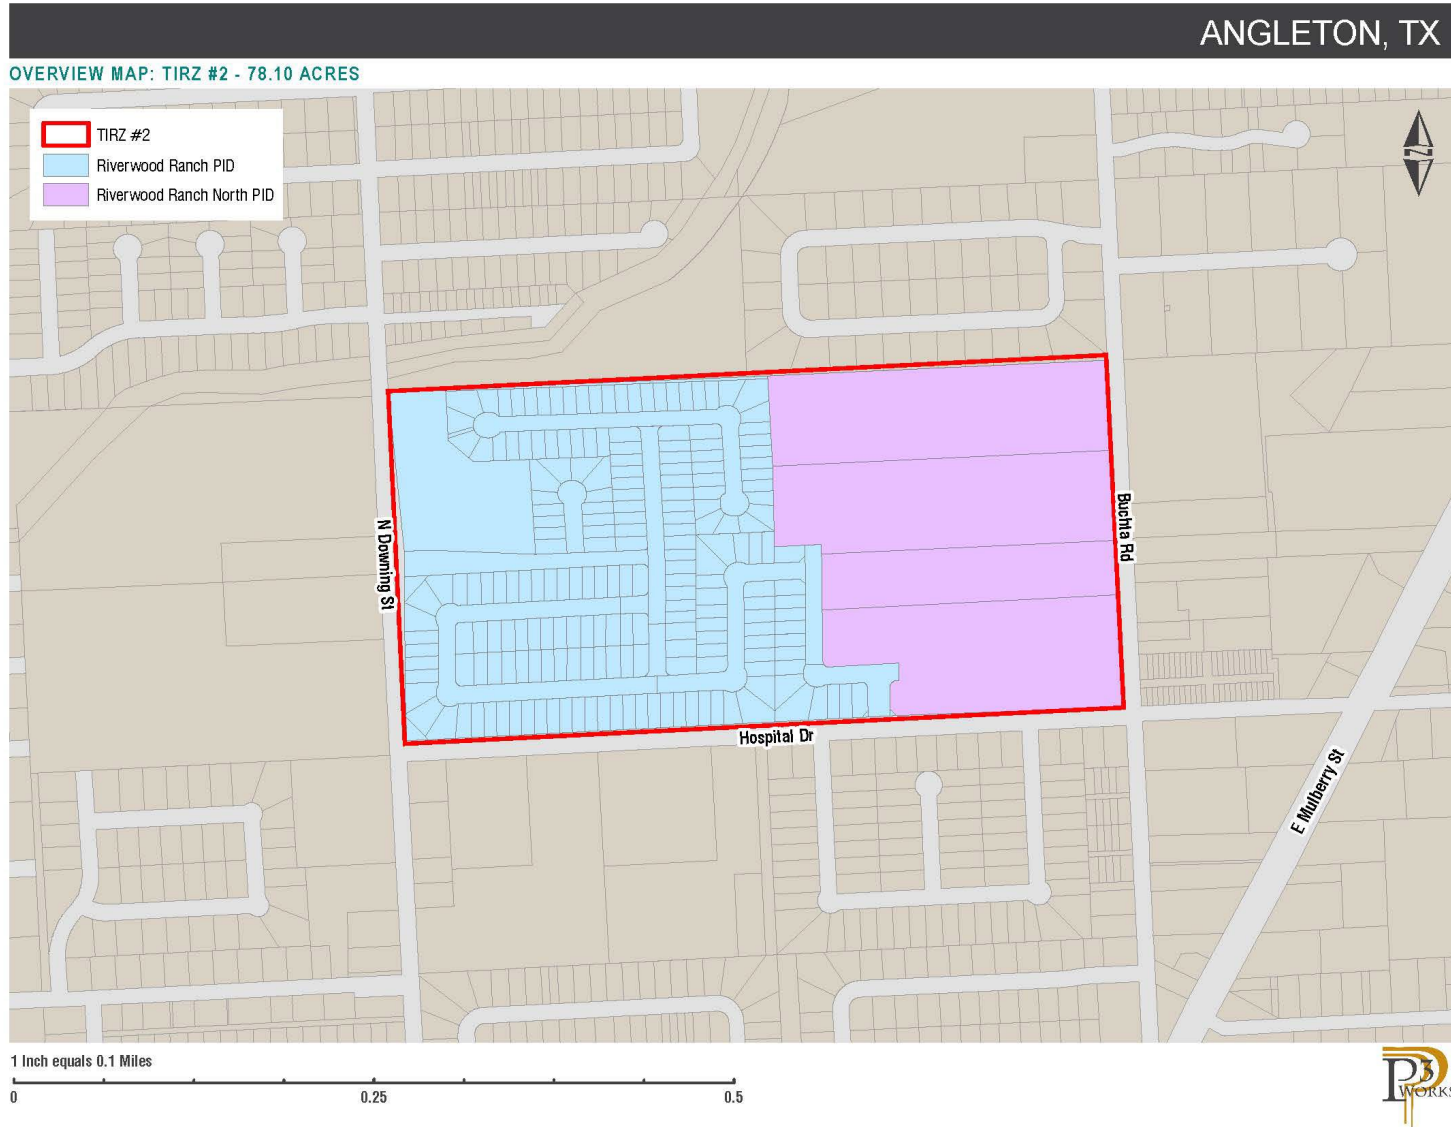 ANGLETON, TX
OVERVIEW MAP: TIRZ #2 - 78.10 ACRES
TIRZ #2
Riverwood Ranch PID
Riverwood Ranch North PID
N
N Downing St
Buchta Rd
Hospital Dr
E Mulberry St
1 Inch equals 0.1 Miles
0
0.25
0.5
P3
WORKS